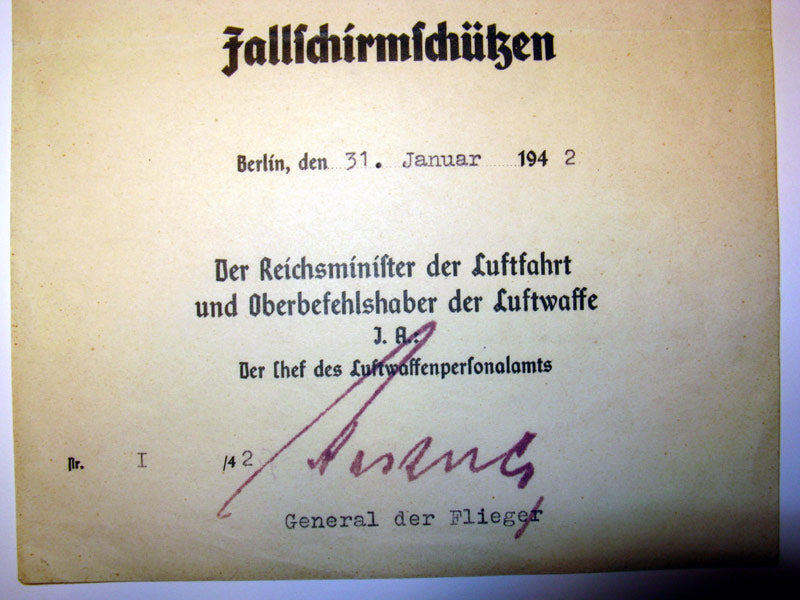 Fallschirmschützen
Berlin, den 31. Januar 1942
Der Reichsminister der Luftfahrt
und Oberbefehlshaber der Luftwaffe
J. A.:
Der Chef des Luftwaffenpersonalamts
Nr. I /42
General der Flieger